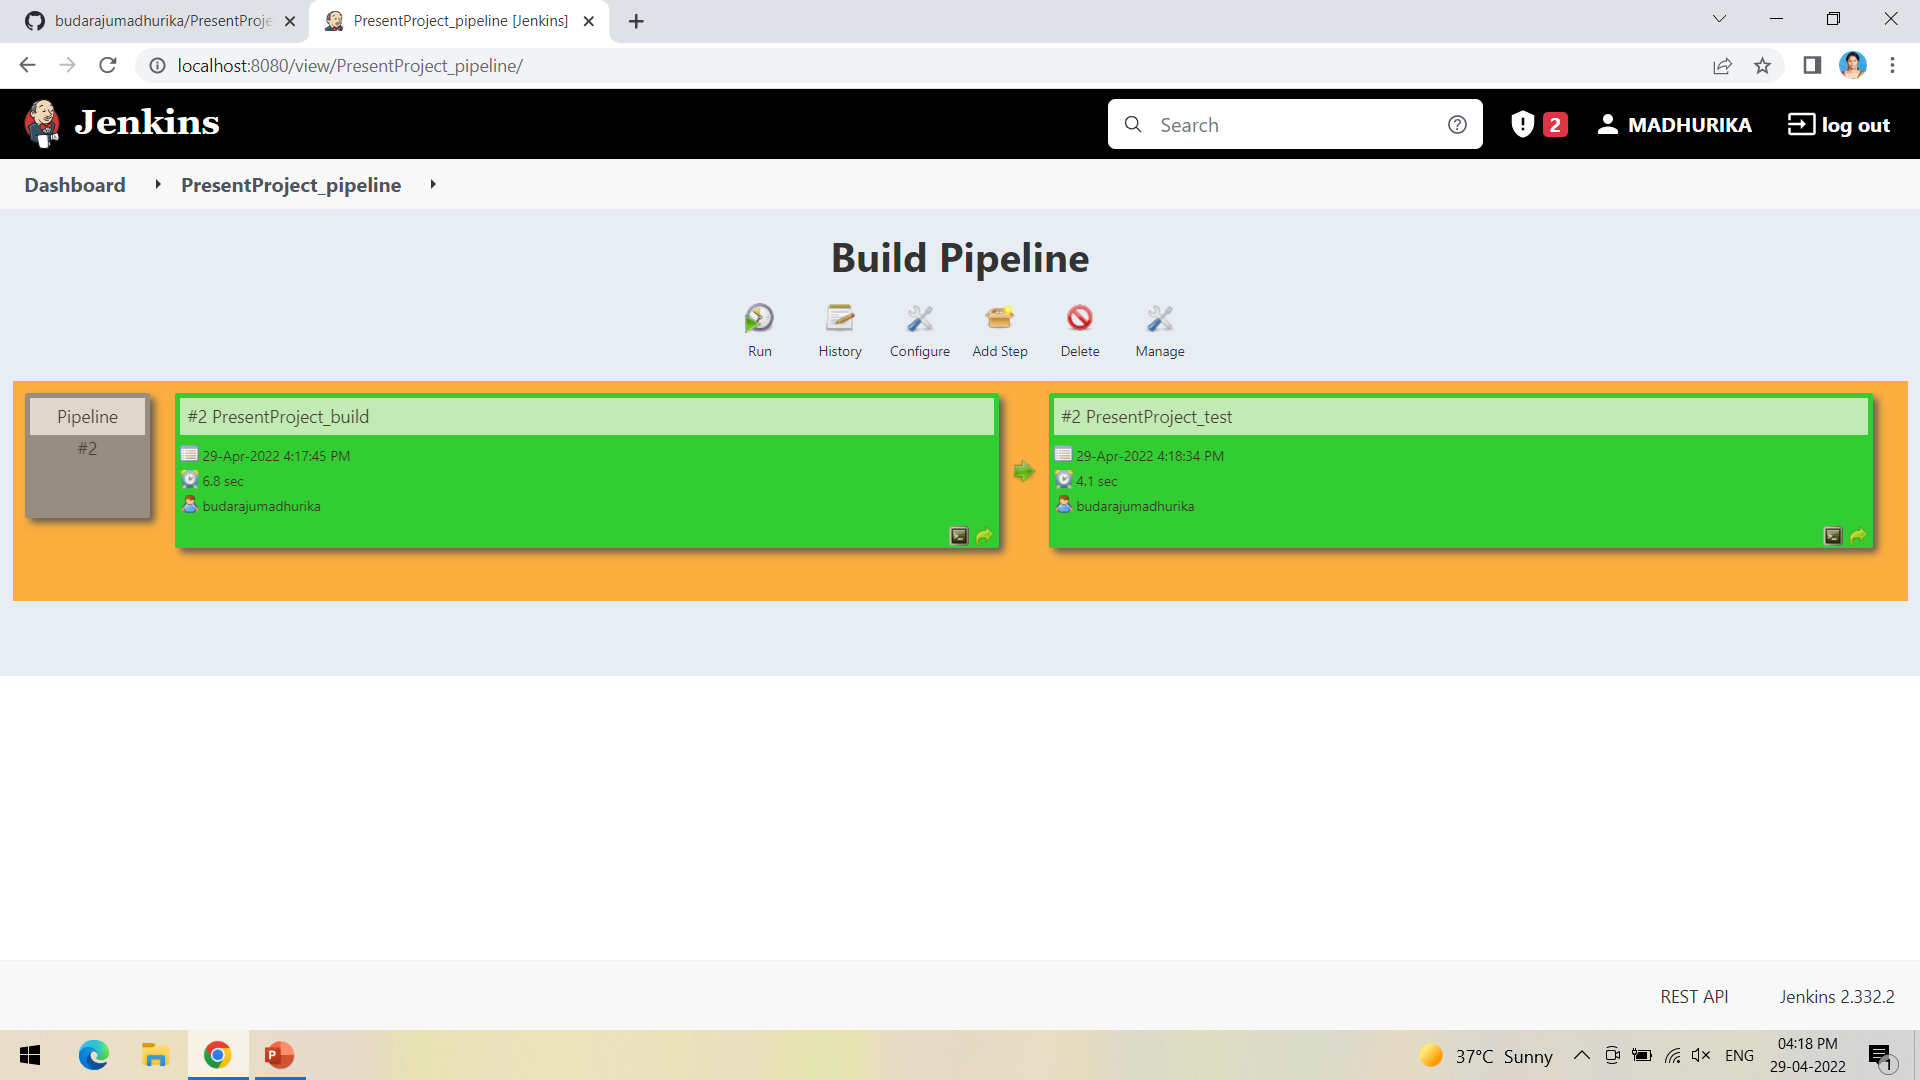 budarajumadhurika/PresentProje
PresentProject_pipeline [Jenkins]
localhost:8080/view/PresentProject_pipeline/
Jenkins
Search
2
MADHURIKA
log out
Dashboard
PresentProject_pipeline
Build Pipeline
Run
History
Configure
Add Step
Delete
Manage
Pipeline
#2
#2 PresentProject_build
29-Apr-2022 4:17:45 PM
6.8 sec
budarajumadhurika
#2 PresentProject_test
29-Apr-2022 4:18:34 PM
4.1 sec
budarajumadhurika
REST API
Jenkins 2.332.2
P
37°C Sunny
ENG
04:18 PM
29-04-2022
1